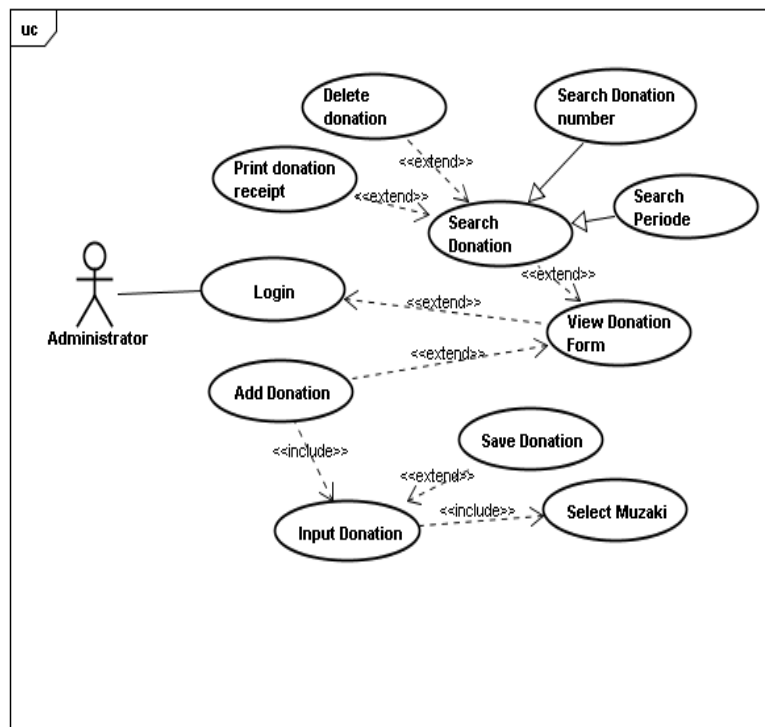 uc
Delete
donation
Search Donation
number
<<extend>>
Print donation
receipt
<<extend>>
Search
Periode
Search
Donation
<<extend>>
Login
<<extend>>
View Donation
Form
Administrator
<<extend>>
Add Donation
<<include>>
Save Donation
<<extend>>
Select Muzaki
<<include>>
Input Donation